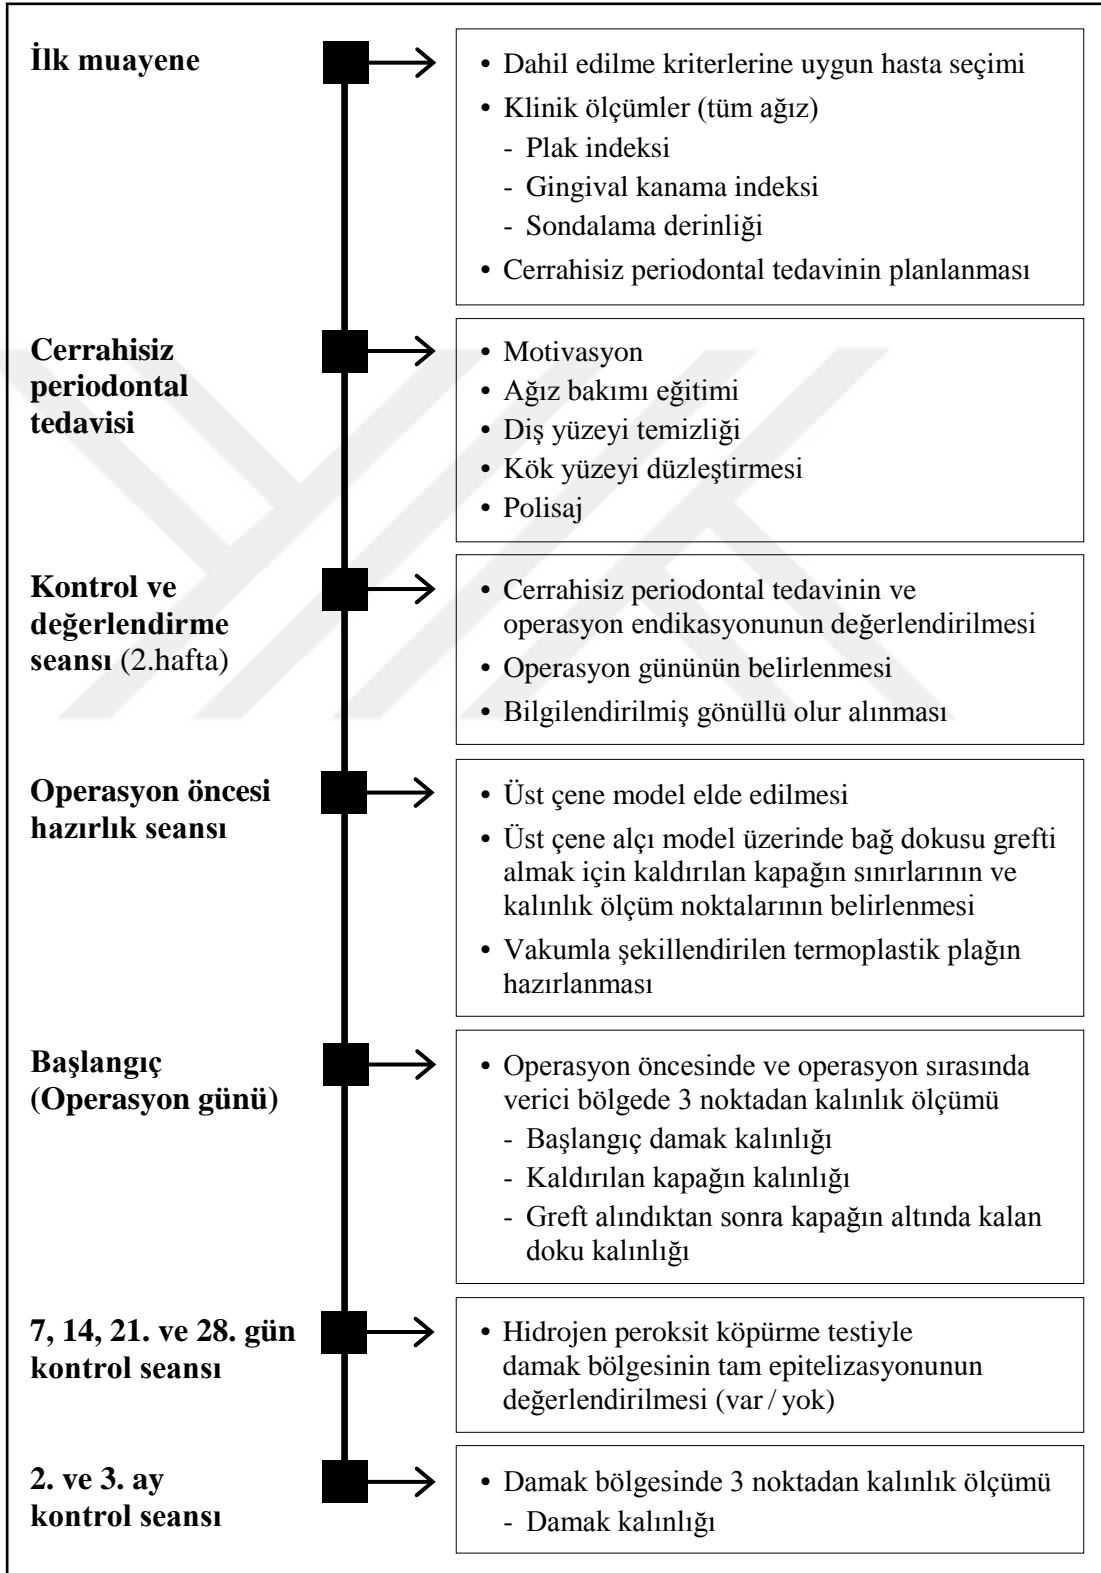 İlk muayene
• Dahil edilme kriterlerine uygun hasta seçimi
• Klinik ölçümler (tüm ağız)
- Plak indeksi
- Gingival kanama indeksi
- Sondalama derinliği
• Cerrahisiz periodontal tedavinin planlanması
Cerrahisiz
periodontal
tedavisi
• Motivasyon
• Ağız bakımı eğitimi
• Diş yüzeyi temizliği
• Kök yüzeyi düzleştirmesi
• Polisaj
Kontrol ve
değerlendirme
seansı (2.hafta)
• Cerrahisiz periodontal tedavinin ve
operasyon endikasyonunun değerlendirilmesi
• Operasyon gününün belirlenmesi
• Bilgilendirilmiş gönüllü olur alınması
Operasyon öncesi
hazırlık seansı
• Üst çene model elde edilmesi
• Üst çene alçı model üzerinde bağ dokusu grefti
almak için kaldırılan kapağın sınırlarının ve
kalınlık ölçüm noktalarının belirlenmesi
• Vakumla şekillendirilen termoplastik plağın
hazırlanması
Başlangıç
(Operasyon günü)
• Operasyon öncesinde ve operasyon sırasında
verici bölgede 3 noktadan kalınlık ölçümü
- Başlangıç damak kalınlığı
- Kaldırılan kapağın kalınlığı
- Greft alındıktan sonra kapağın altında kalan
doku kalınlığı
7, 14, 21. ve 28. gün
kontrol seansı
• Hidrojen peroksit köpürme testiyle
damak bölgesinin tam epitelizasyonunun
değerlendirilmesi (var / yok)
2. ve 3. ay
kontrol seansı
• Damak bölgesinde 3 noktadan kalınlık ölçümü
- Damak kalınlığı